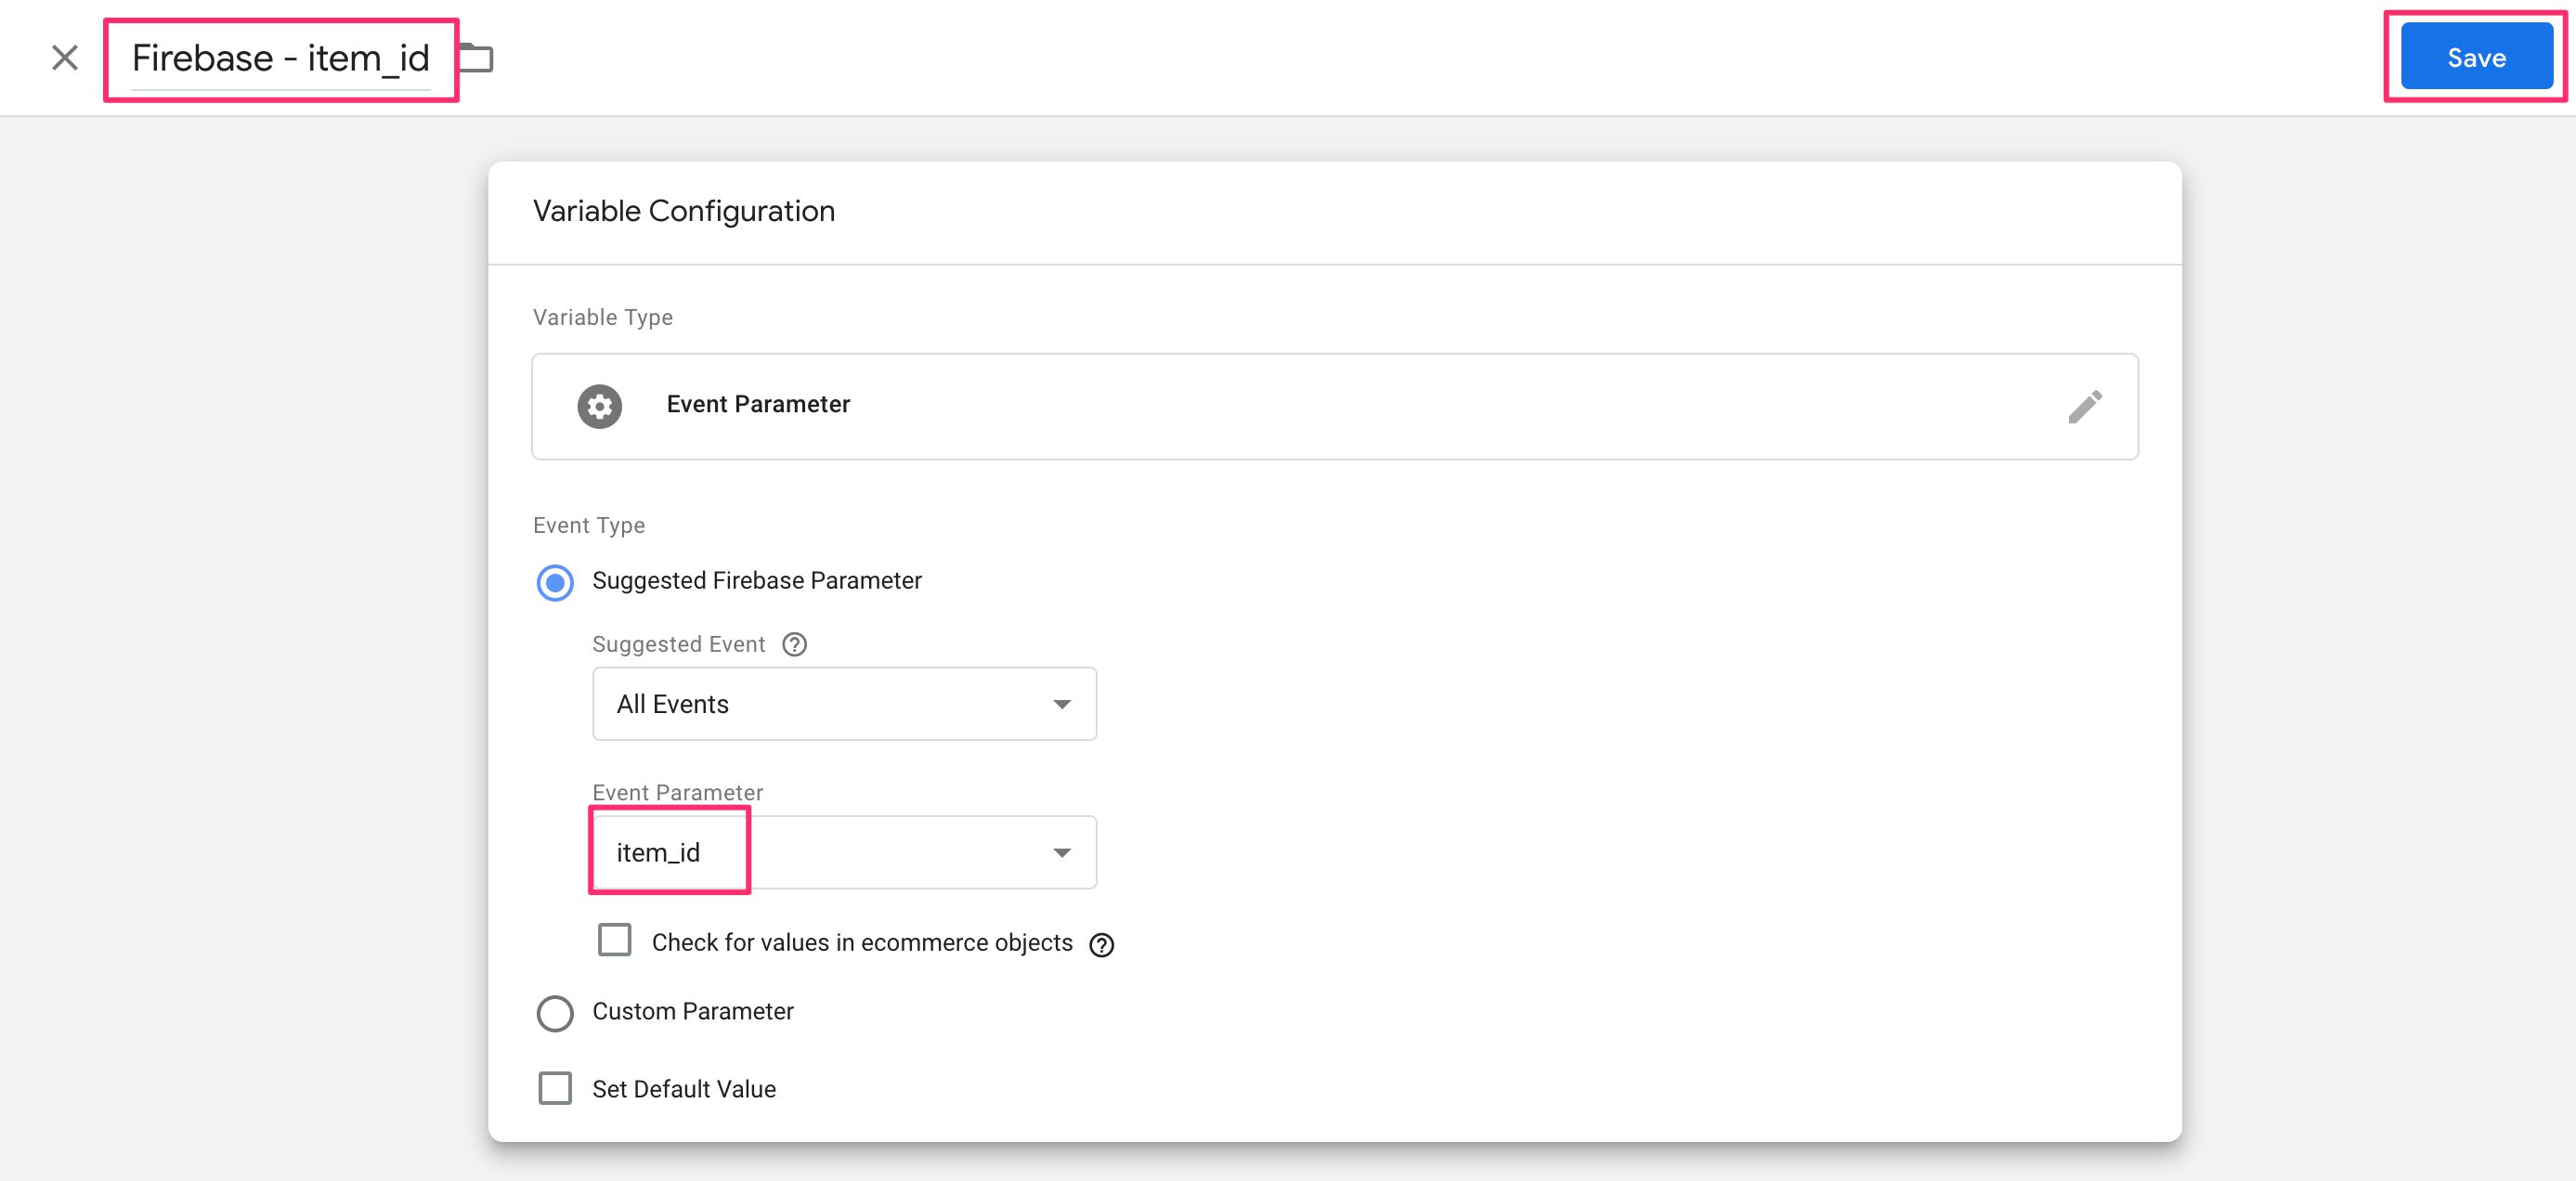 Firebase - item_id
Save
Variable Configuration
Variable Type
Event Parameter
Event Type
Suggested Firebase Parameter
Suggested Event
All Events
Event Parameter
item_id
Check for values in ecommerce objects
Custom Parameter
Set Default Value